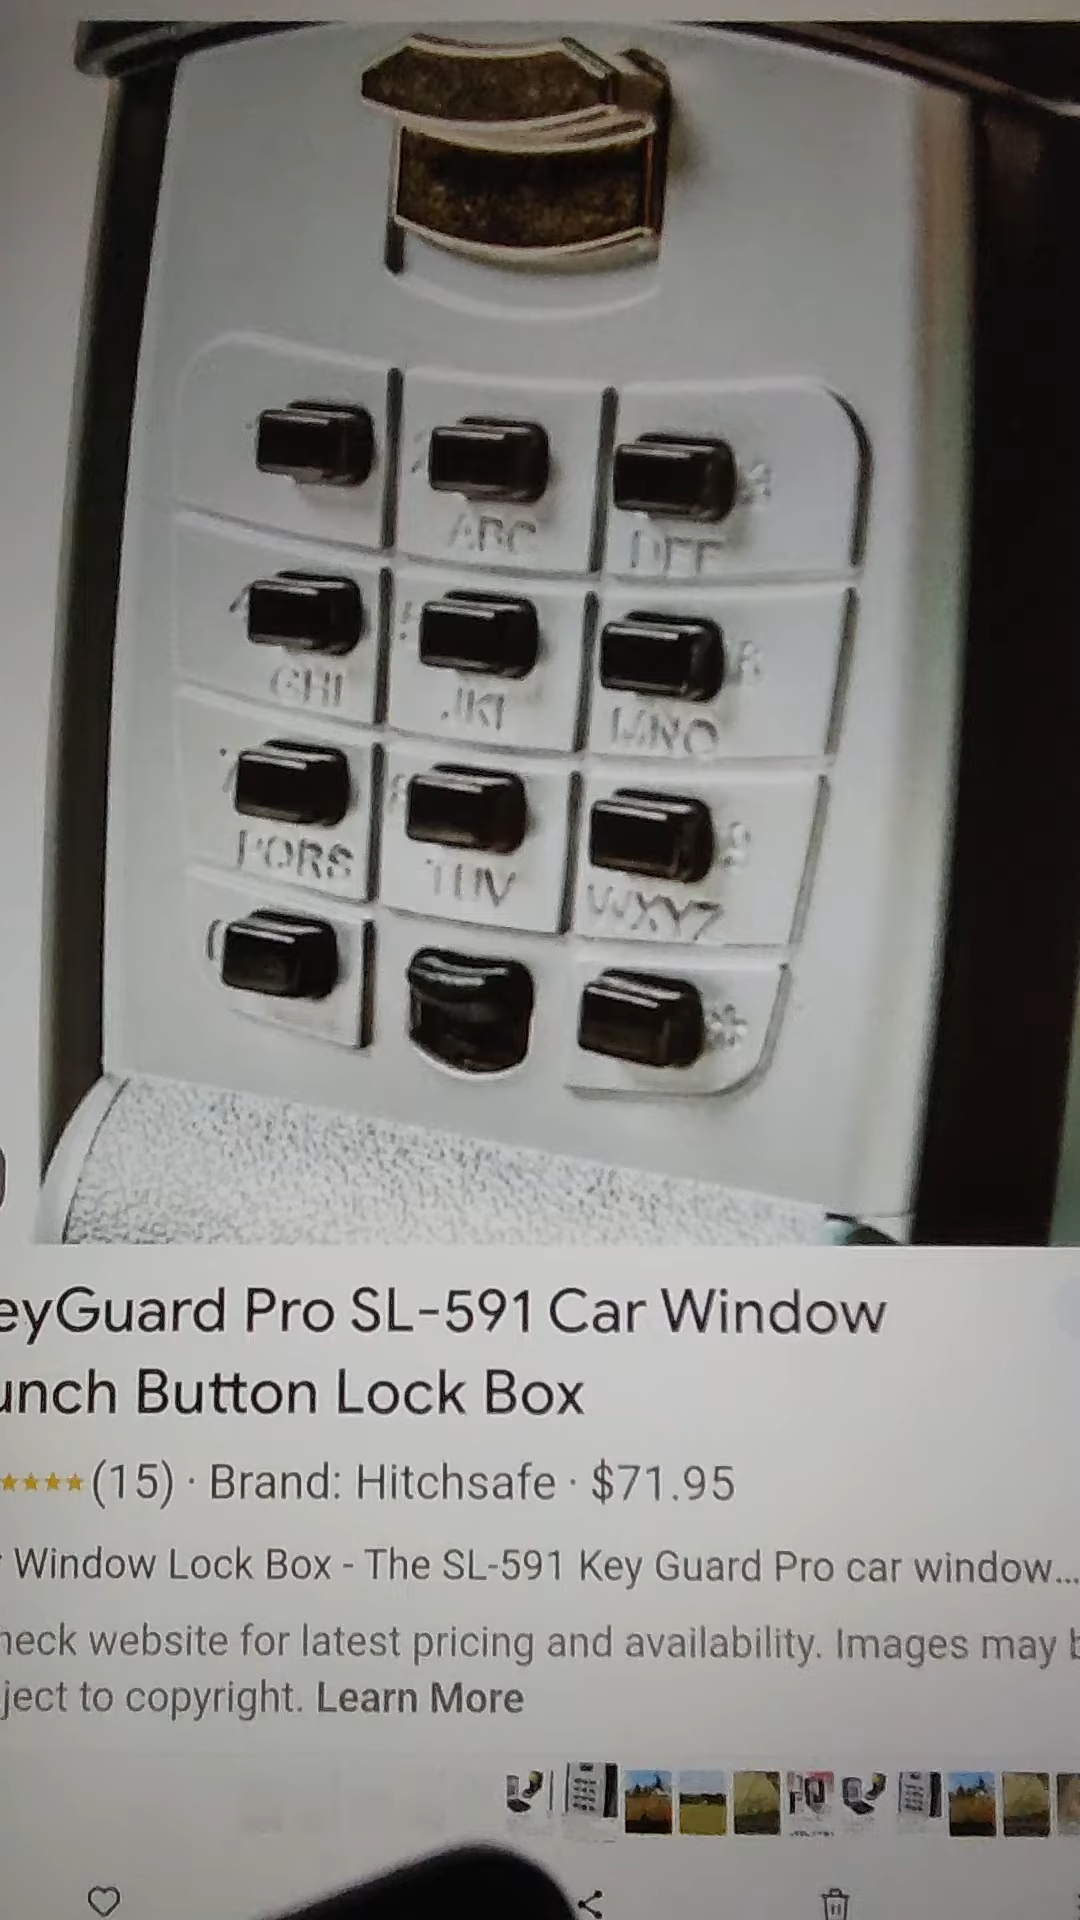 ABC
DEF
GHI
JKL
MNO
PQRS
TUV
9
WXYZ
*
eyGuard Pro SL-591 Car Window
unch Button Lock Box
(15) · Brand: Hitchsafe · $71.95
Window Lock Box - The SL-591 Key Guard Pro car window...
heck website for latest pricing and availability. Images may b
ject to copyright. Learn More